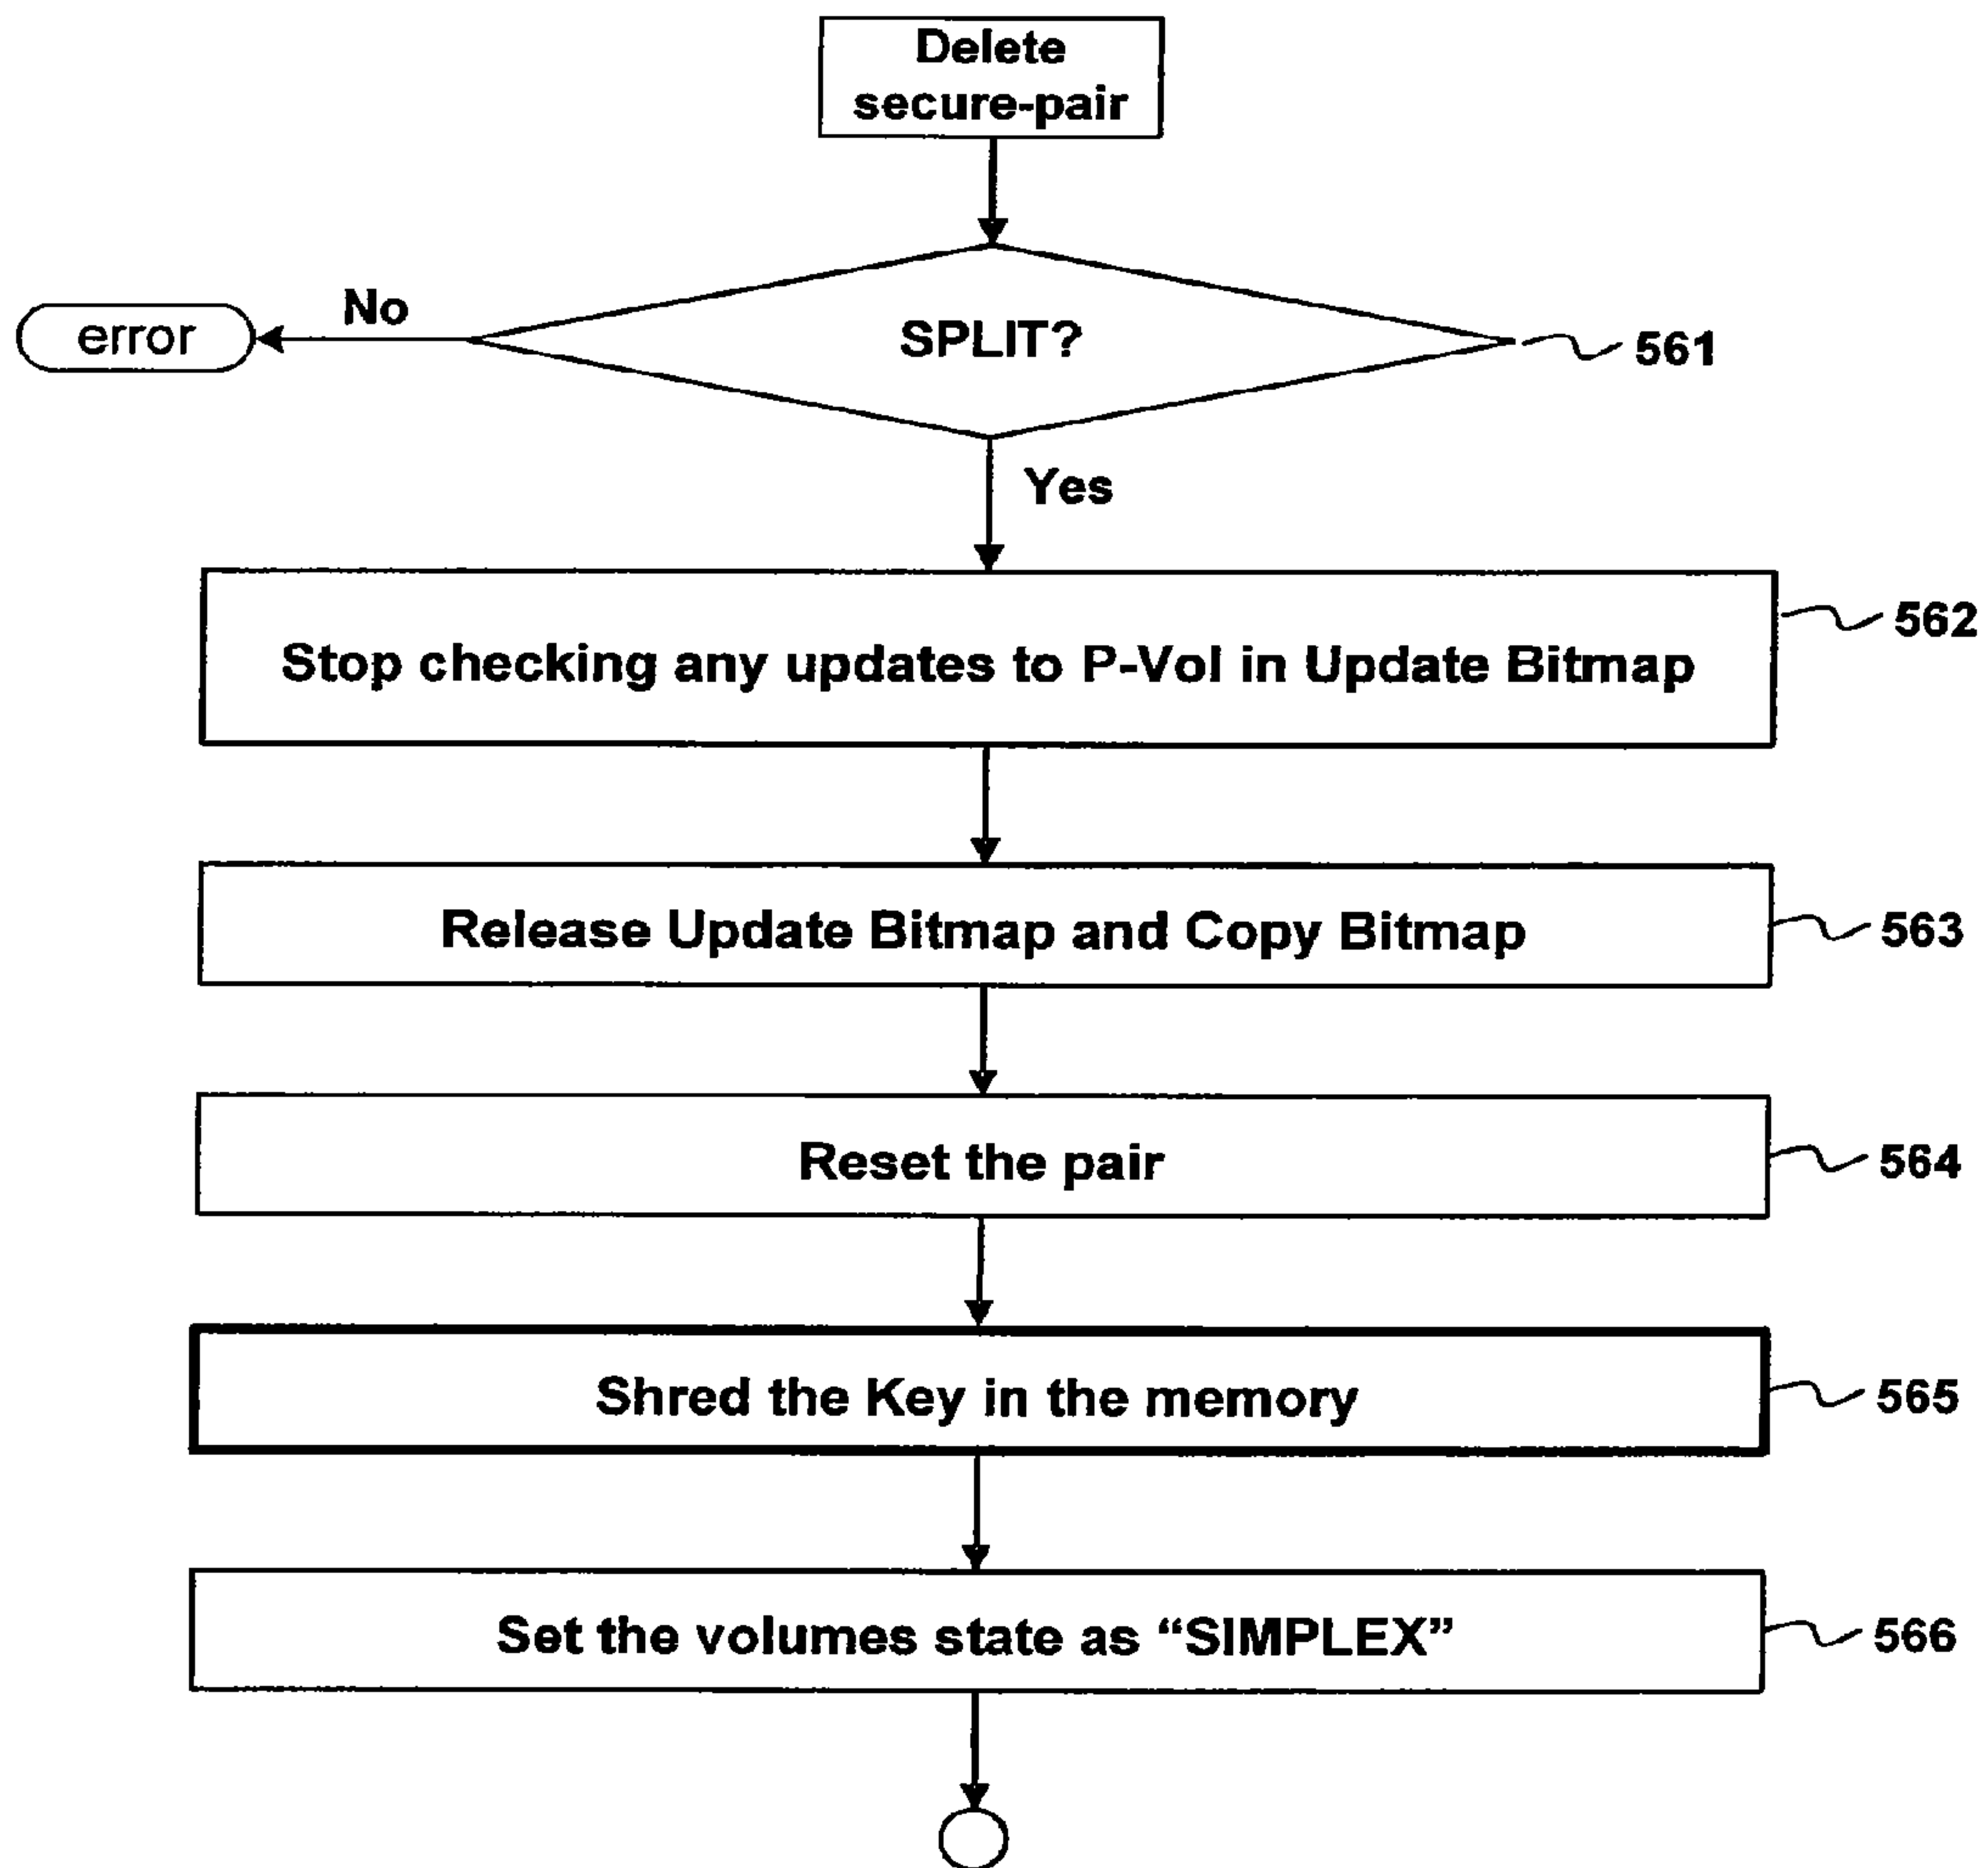 Delete
secure-pair
No
error
SPLIT?
561
Yes
562
Stop checking any updates to P-Vol in Update Bitmap
Release Update Bitmap and Copy Bitmap
563
Reset the pair
564
Shred the Key in the memory
565
Set the volumes state as “SIMPLEX”
566